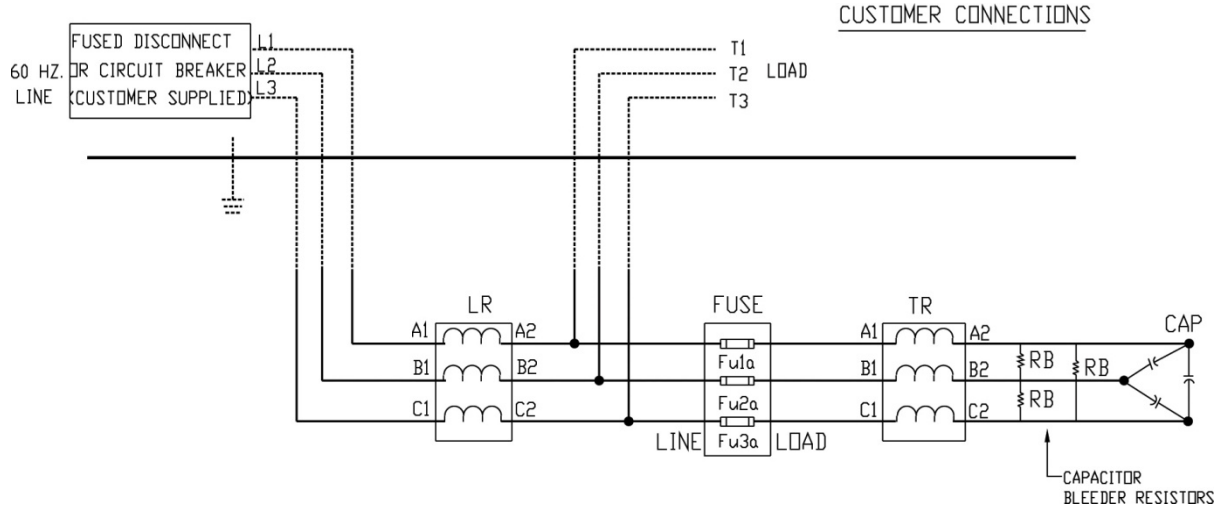 CUSTOMER CONNECTIONS
FUSED DISCONNECT
60 HZ. OR CIRCUIT BREAKER
LINE (CUSTOMER SUPPLIED)
L1
L2
L3
T1
T2 LOAD
T3
LR
FUSE
TR
CAP
A1
A2
Fu1a
A1
A2
B1
B2
Fu2a
B1
B2
C1
C2
LINE
Fu3a
LOAD
C1
C2
RB
RB
RB
CAPACITOR
BLEEDER RESISTORS